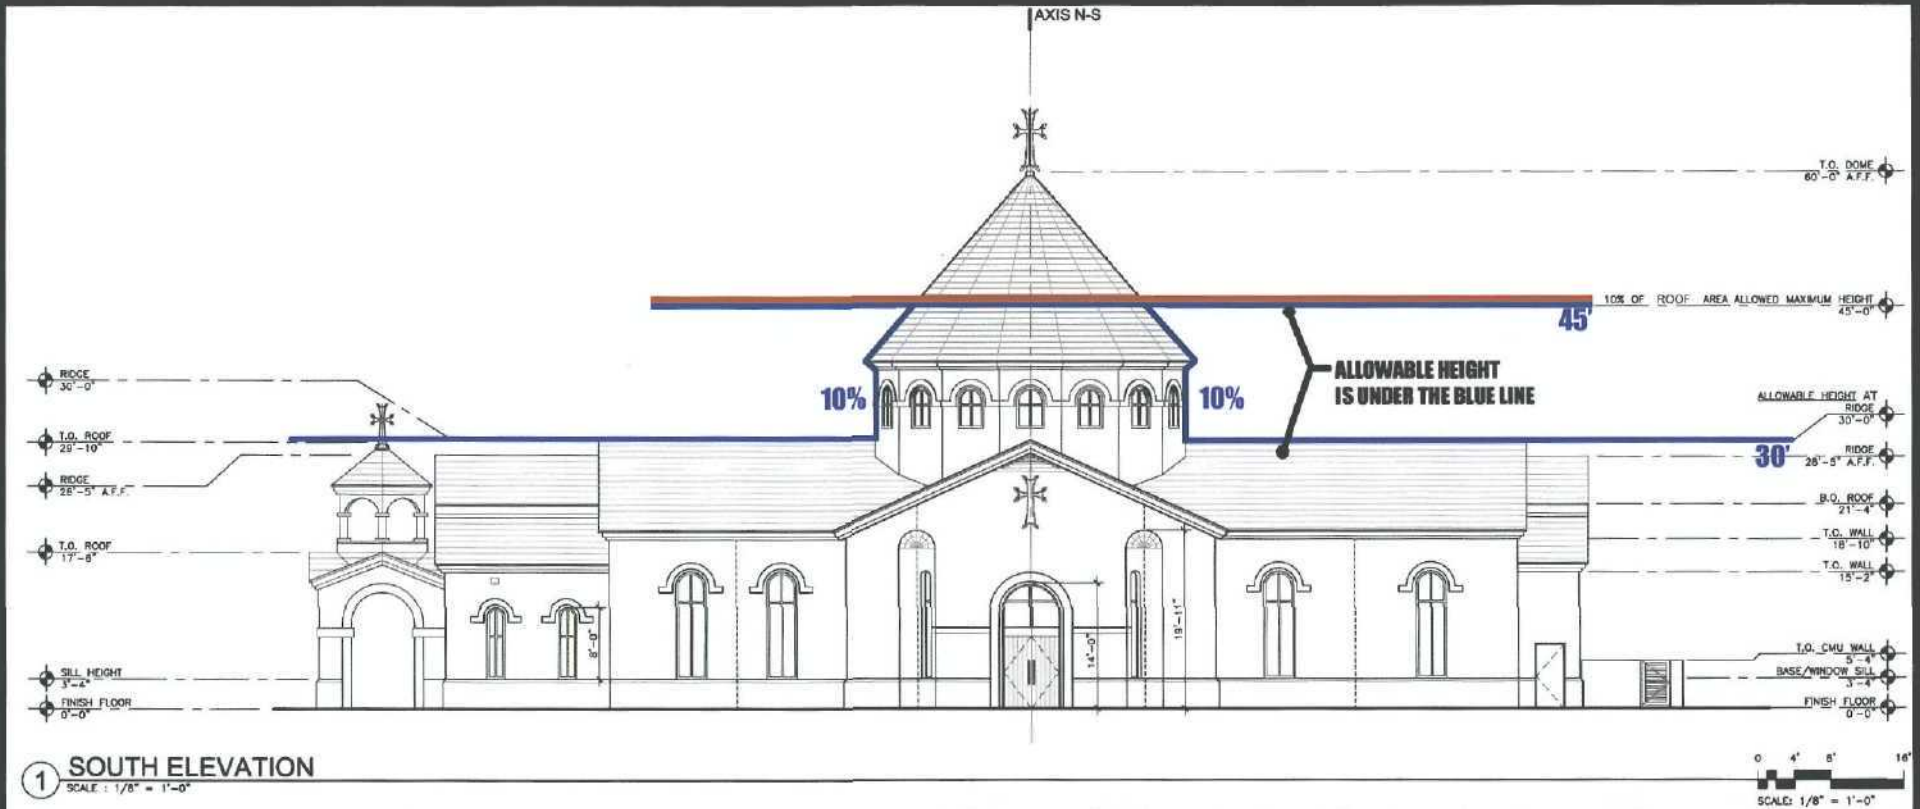 AXIS N-S
T.O. DOME
60'-0" A.F.F.
10% OF ROOF AREA ALLOWED MAXIMUM HEIGHT
45'-0"
45'
ALLOWABLE HEIGHT
IS UNDER THE BLUE LINE
10%
10%
RIDGE
30'-0"
T.O. ROOF
29'-10"
RIDGE
28'-5" A.F.F.
T.O. ROOF
17'-6"
SILL HEIGHT
3'-4"
FINISH FLOOR
0'-0"
ALLOWABLE HEIGHT AT
RIDGE
30'-0"
30'
RIDGE
28'-5" A.F.F.
B.O. ROOF
21'-4"
T.O. WALL
18'-10"
T.O. WALL
15'-2"
T.O. CMU WALL
5'-4"
BASE/WINDOW SILL
3'-4"
FINISH FLOOR
0'-0"
8'-0"
14'-0"
19'-11"
1
SOUTH ELEVATION
SCALE : 1/8" = 1'-0"
0 4' 8' 16'
SCALE: 1/8" = 1'-0"